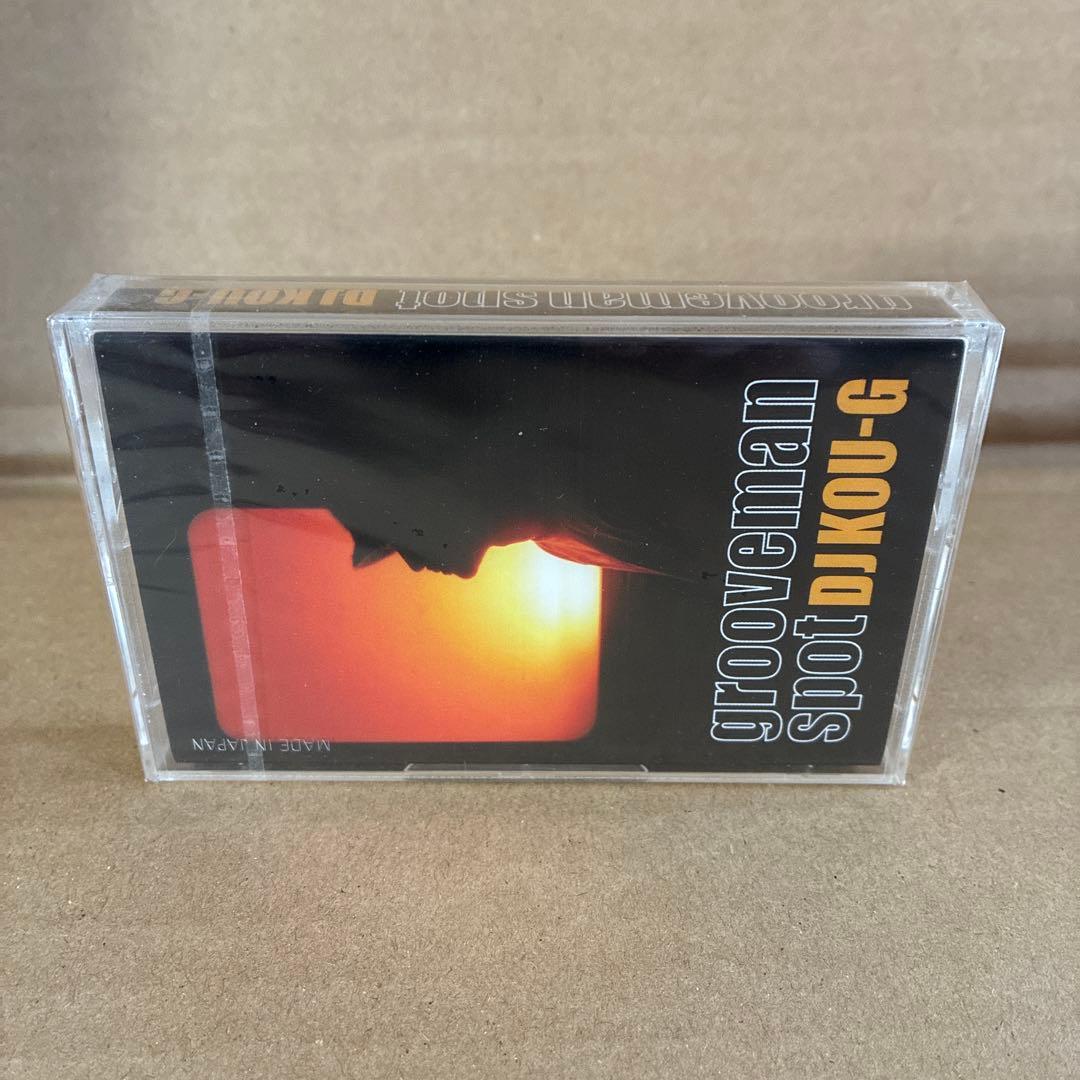 grooveman spot DJ KOU-G
grooveman
spot DJ KOU-G
MADE IN JAPAN